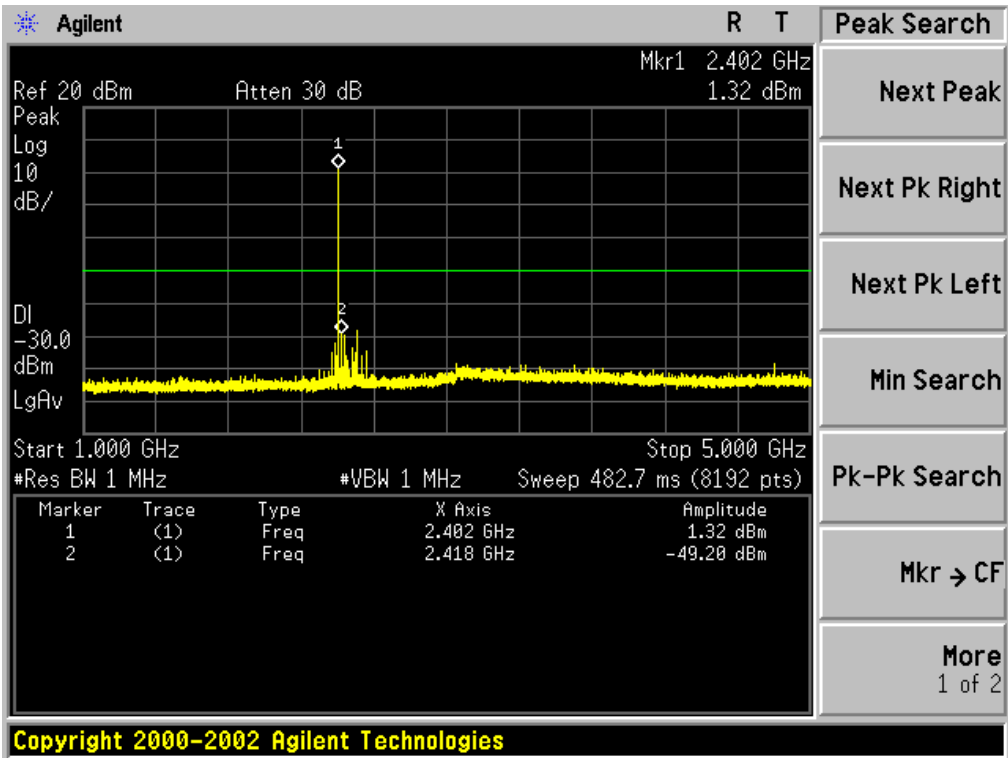 Agilent R T Peak Search
Mkr1 2.402 GHz
Ref 20 dBm Atten 30 dB 1.32 dBm
Peak
Log
10
dB/
1
2
DI
-30.0
dBm
LgAv
Start 1.000 GHz Stop 5.000 GHz
#Res BW 1 MHz #VBW 1 MHz Sweep 482.7 ms (8192 pts)
Marker Trace Type X Axis Amplitude
1 (1) Freq 2.402 GHz 1.32 dBm
2 (1) Freq 2.418 GHz -49.20 dBm
Next Peak
Next Pk Right
Next Pk Left
Min Search
Pk-Pk Search
Mkr → CF
More
1 of 2
Copyright 2000-2002 Agilent Technologies